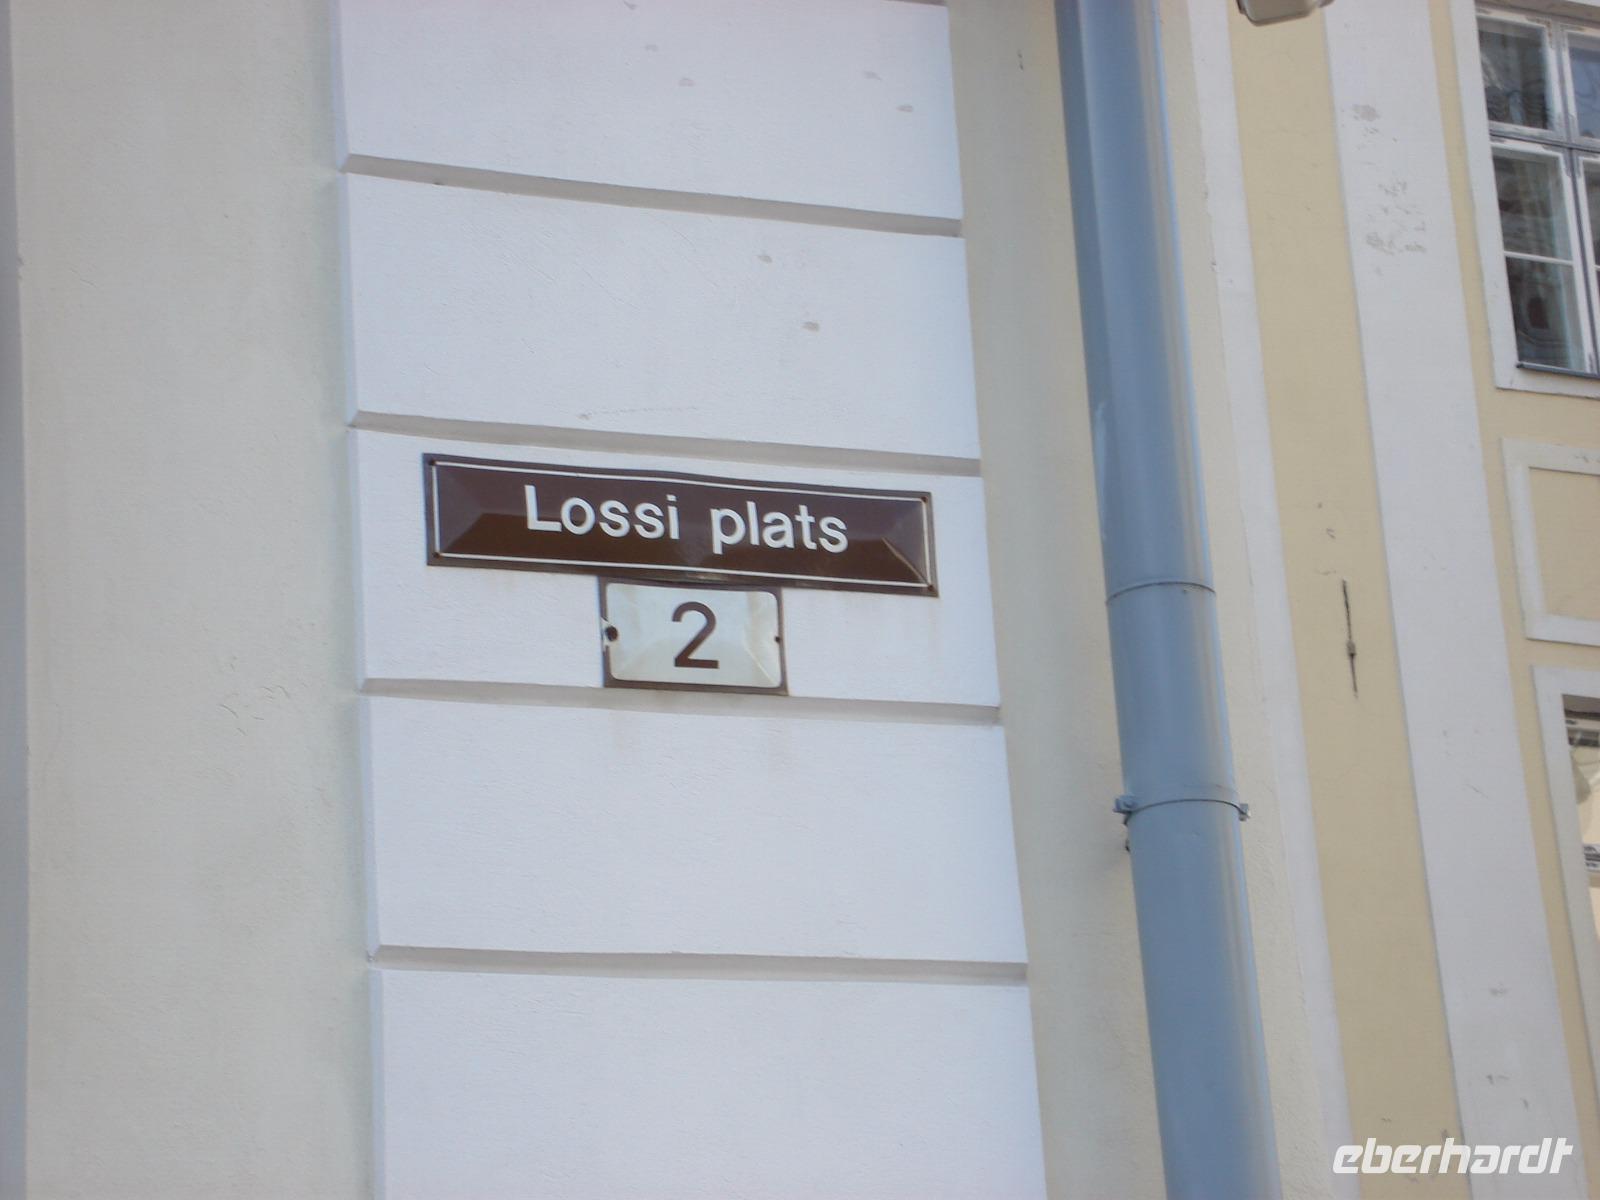 Lossi plats
2
eberhardt